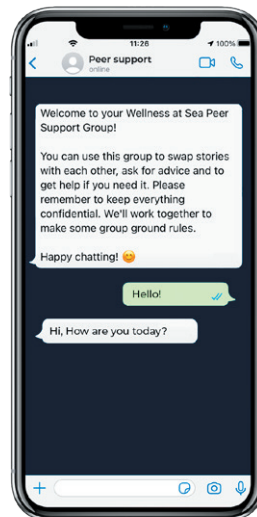 11:26
100%
Peer support
online
Welcome to your Wellness at Sea Peer
Support Group!
You can use this group to swap stories
with each other, ask for advice and to
get help if you need it. Please
remember to keep everything
confidential. We'll work together to
make some group ground rules.
Happy chatting! 😊
Hello!
Hi, How are you today?